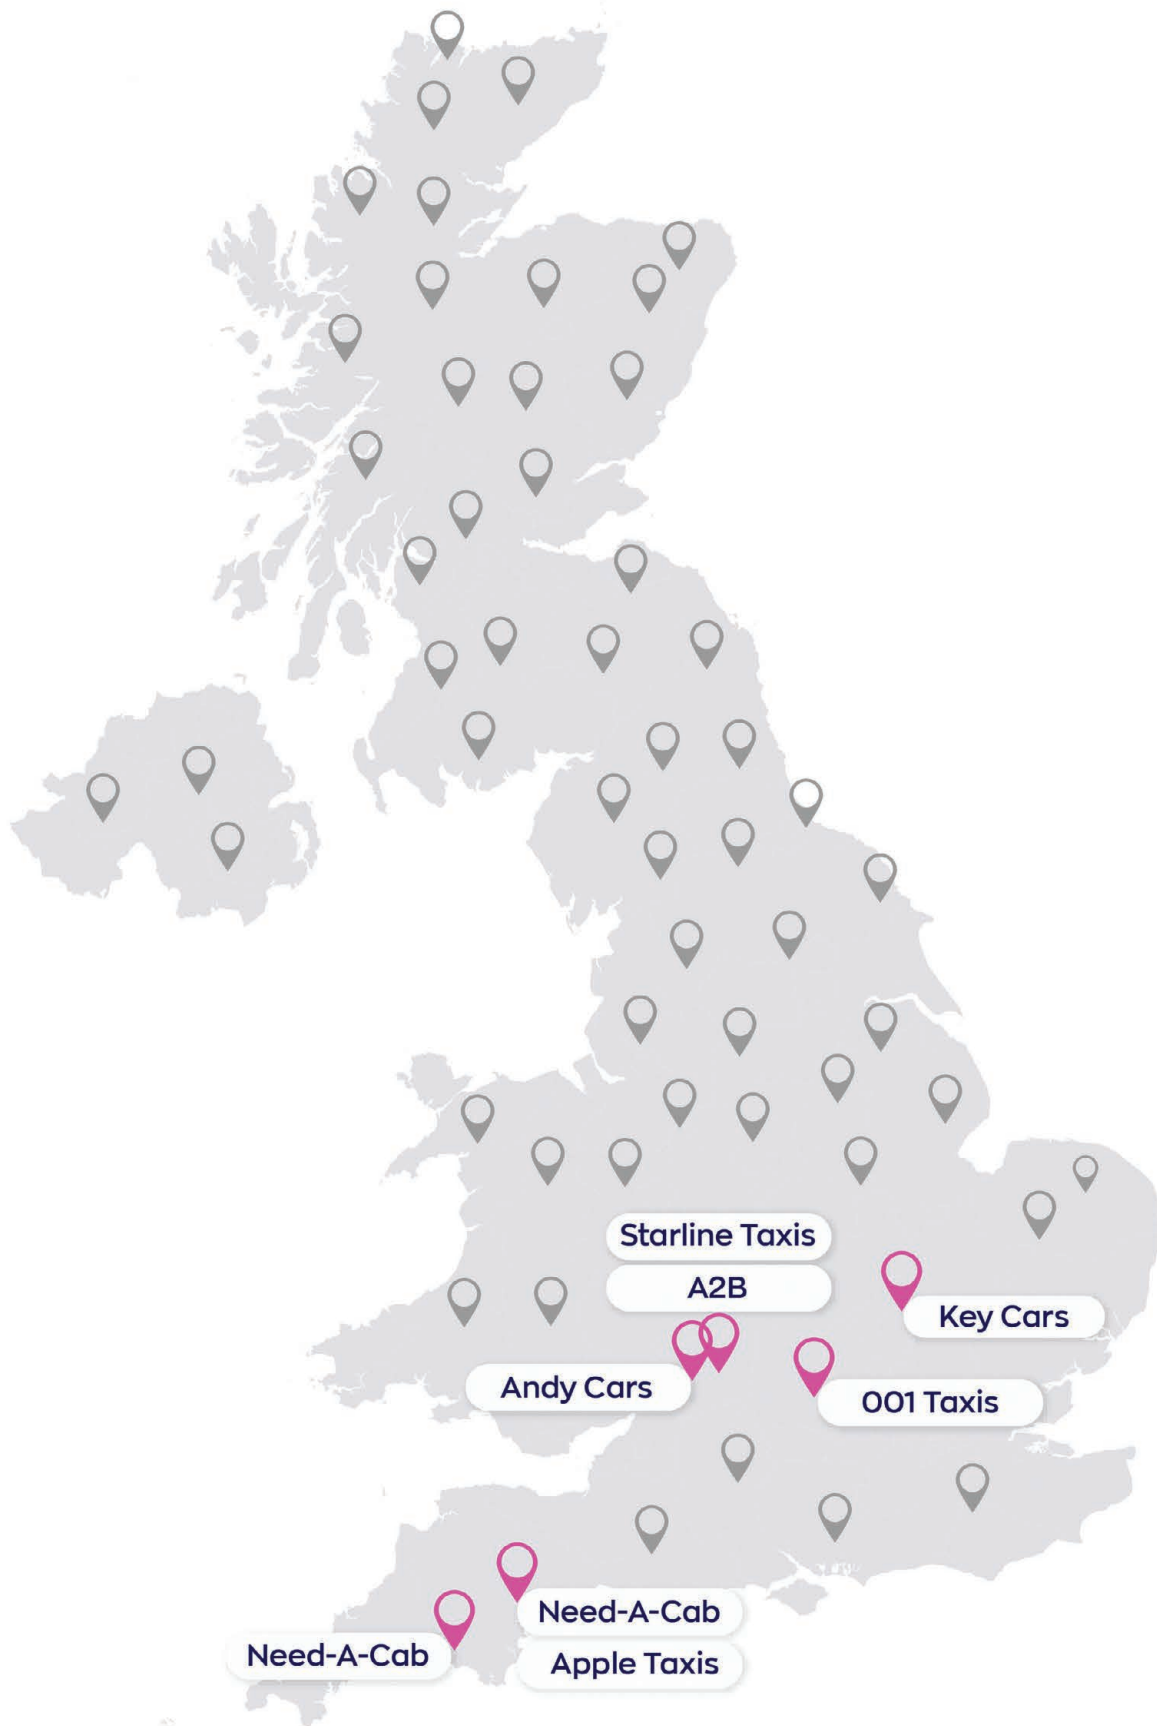 Starline Taxis
A2B
Key Cars
Andy Cars
001 Taxis
Need-A-Cab
Need-A-Cab
Apple Taxis